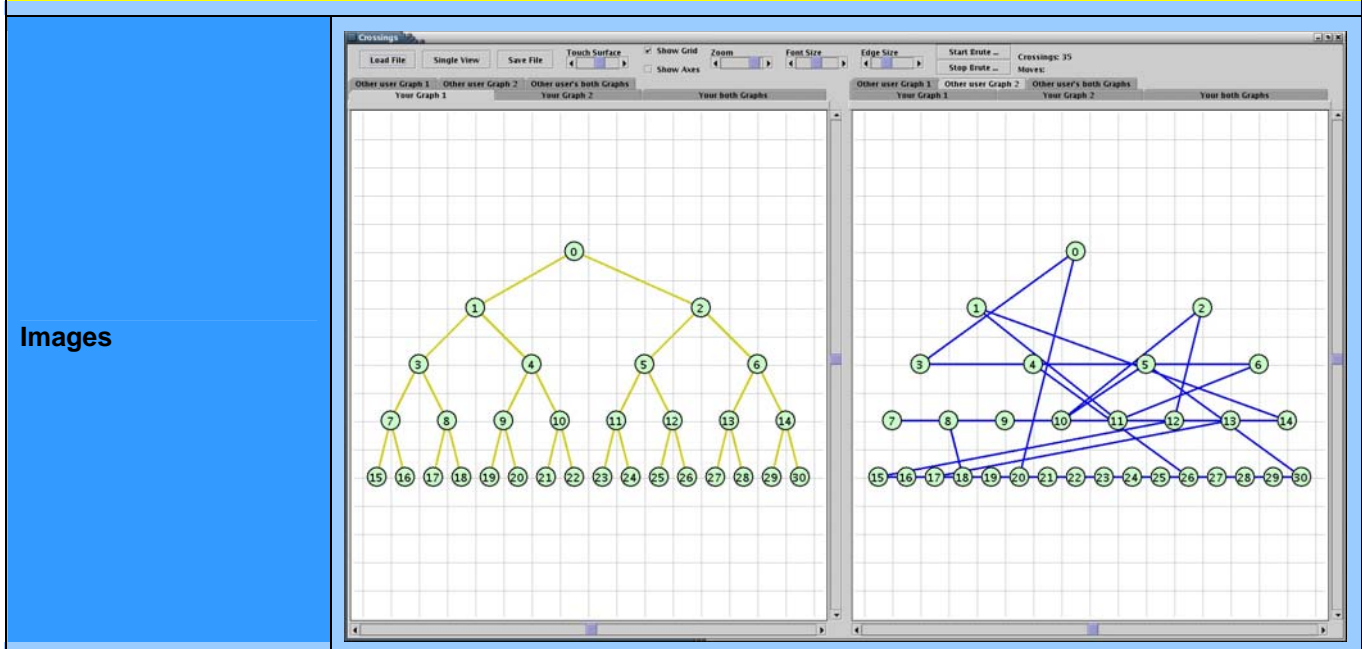 Images
Crossings
Load File Single View Save File Touch Surface Show Grid Show Axes Zoom Font Size Edge Size Start Brute ... Stop Brute ... Crossings: 35 Moves:
Other user Graph 1 Other user Graph 2 Other user's both Graphs
Your Graph 1 Your Graph 2 Your both Graphs
0
1 2
3 4 5 6
7 8 9 10 11 12 13 14
15 16 17 18 19 20 21 22 23 24 25 26 27 28 29 30
Other user Graph 1 Other user Graph 2 Other user's both Graphs
Your Graph 1 Your Graph 2 Your both Graphs
0
1 2
3 4 5 6
7 8 9 10 11 12 13 14
15 16 17 18 19 20 21 22 23 24 25 26 27 28 29 30